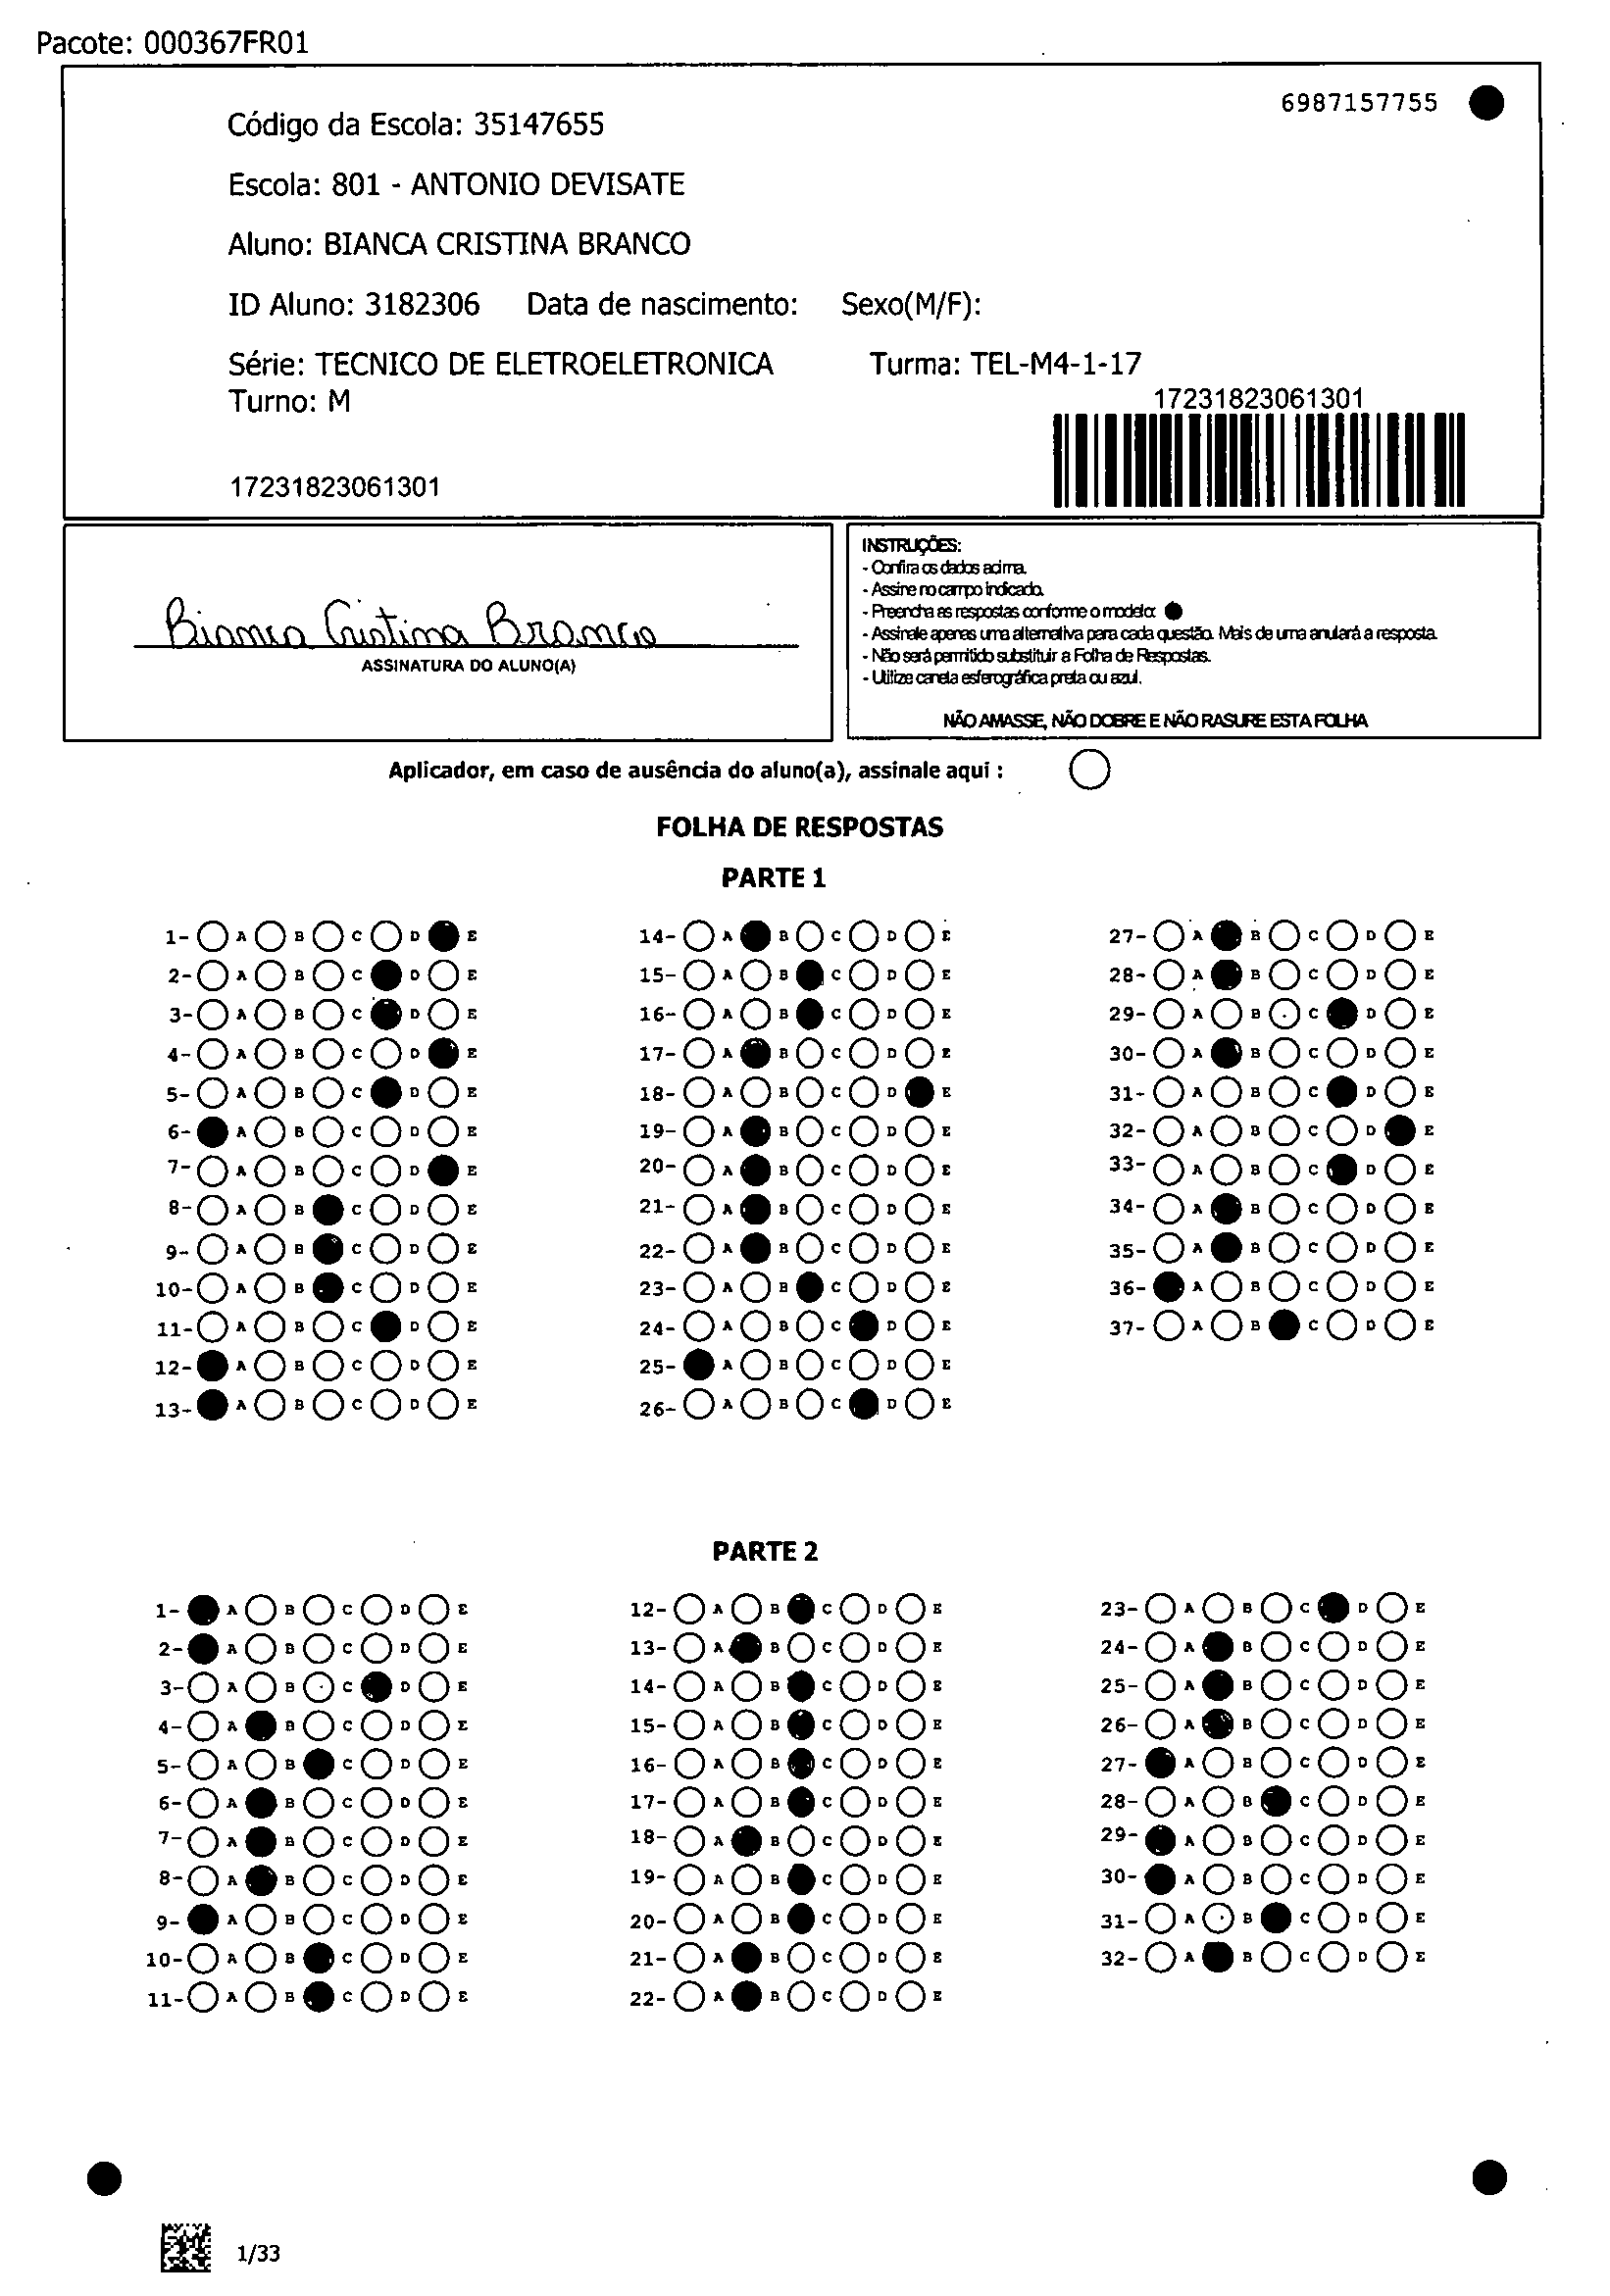 Pacote: 000367FR01
6987157755
Código da Escola: 35147655
Escola: 801 - ANTONIO DEVISATE
Aluno: BIANCA CRISTINA BRANCO
ID Aluno: 3182306 Data de nascimento: Sexo(M/F):
Série: TECNICO DE ELETROELETRONICA Turma: TEL-M4-1-17
Turno: M
17231823061301
17231823061301
Bianca Cristina Branco
ASSINATURA DO ALUNO(A)
INSTRUÇÕES:
- Confira os dados acima.
- Assine no campo indicado.
- Preencha as respostas conforme o modelo:
- Assinale apenas uma alternativa para cada questão. Mais de uma anulará a resposta.
- Não será permitido substituir a Folha de Respostas.
- Utilize caneta esferográfica preta ou azul.
NÃO AMASSE, NÃO DOBRE E NÃO RASURE ESTA FOLHA
Aplicador, em caso de ausência do aluno(a), assinale aqui :
FOLHA DE RESPOSTAS
PARTE 1
1- A B C D E 14- A B C D E 27- A B C D E
2- A B C D E 15- A B C D E 28- A B C D E
3- A B C D E 16- A B C D E 29- A B C D E
4- A B C D E 17- A B C D E 30- A B C D E
5- A B C D E 18- A B C D E 31- A B C D E
6- A B C D E 19- A B C D E 32- A B C D E
7- A B C D E 20- A B C D E 33- A B C D E
8- A B C D E 21- A B C D E 34- A B C D E
9- A B C D E 22- A B C D E 35- A B C D E
10- A B C D E 23- A B C D E 36- A B C D E
11- A B C D E 24- A B C D E 37- A B C D E
12- A B C D E 25- A B C D E
13- A B C D E 26- A B C D E
PARTE 2
1- A B C D E 12- A B C D E 23- A B C D E
2- A B C D E 13- A B C D E 24- A B C D E
3- A B C D E 14- A B C D E 25- A B C D E
4- A B C D E 15- A B C D E 26- A B C D E
5- A B C D E 16- A B C D E 27- A B C D E
6- A B C D E 17- A B C D E 28- A B C D E
7- A B C D E 18- A B C D E 29- A B C D E
8- A B C D E 19- A B C D E 30- A B C D E
9- A B C D E 20- A B C D E 31- A B C D E
10- A B C D E 21- A B C D E 32- A B C D E
11- A B C D E 22- A B C D E
1/33